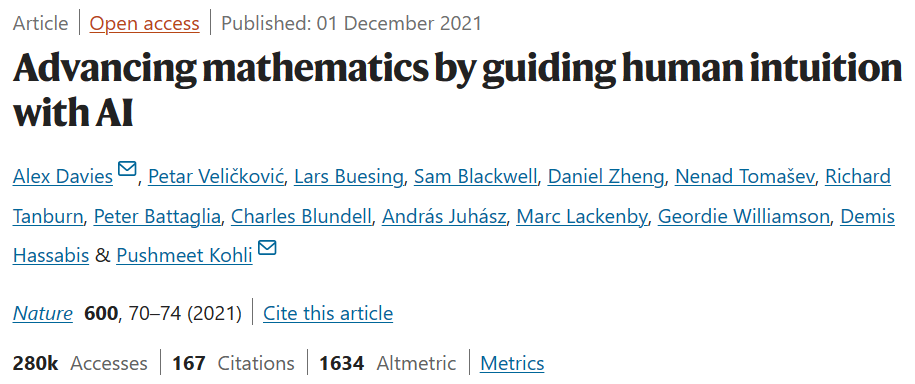 Article | Open access | Published: 01 December 2021
Advancing mathematics by guiding human intuition
with AI
Alex Davies, Petar Veličković, Lars Buesing, Sam Blackwell, Daniel Zheng, Nenad Tomašev, Richard
Tanburn, Peter Battaglia, Charles Blundell, András Juhász, Marc Lackenby, Geordie Williamson, Demis
Hassabis & Pushmeet Kohli
Nature 600, 70–74 (2021) | Cite this article
280k Accesses | 167 Citations | 1634 Altmetric | Metrics